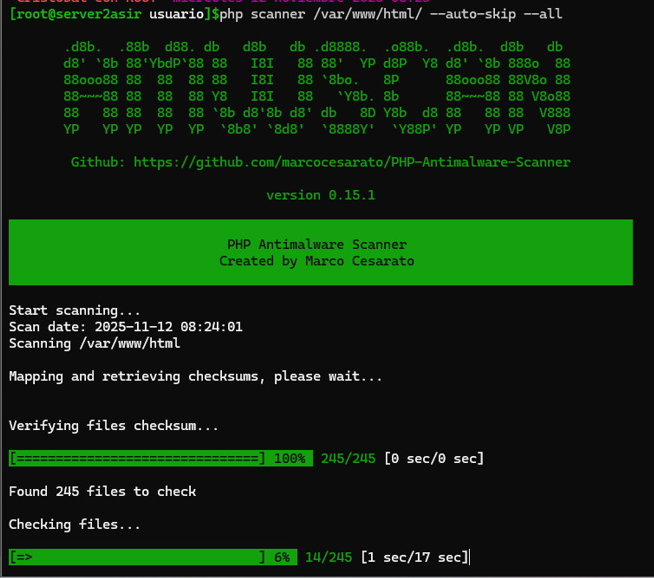 [root@server2asir usuario]$php scanner /var/www/html/ --auto-skip --all
Github: https://github.com/marcocesarato/PHP-Antimalware-Scanner
version 0.15.1
PHP Antimalware Scanner
Created by Marco Cesarato
Start scanning...
Scan date: 2025-11-12 08:24:01
Scanning /var/www/html
Mapping and retrieving checksums, please wait...
Verifying files checksum...
[===============================] 100% 245/245 [0 sec/0 sec]
Found 245 files to check
Checking files...
[=> ] 6% 14/245 [1 sec/17 sec]